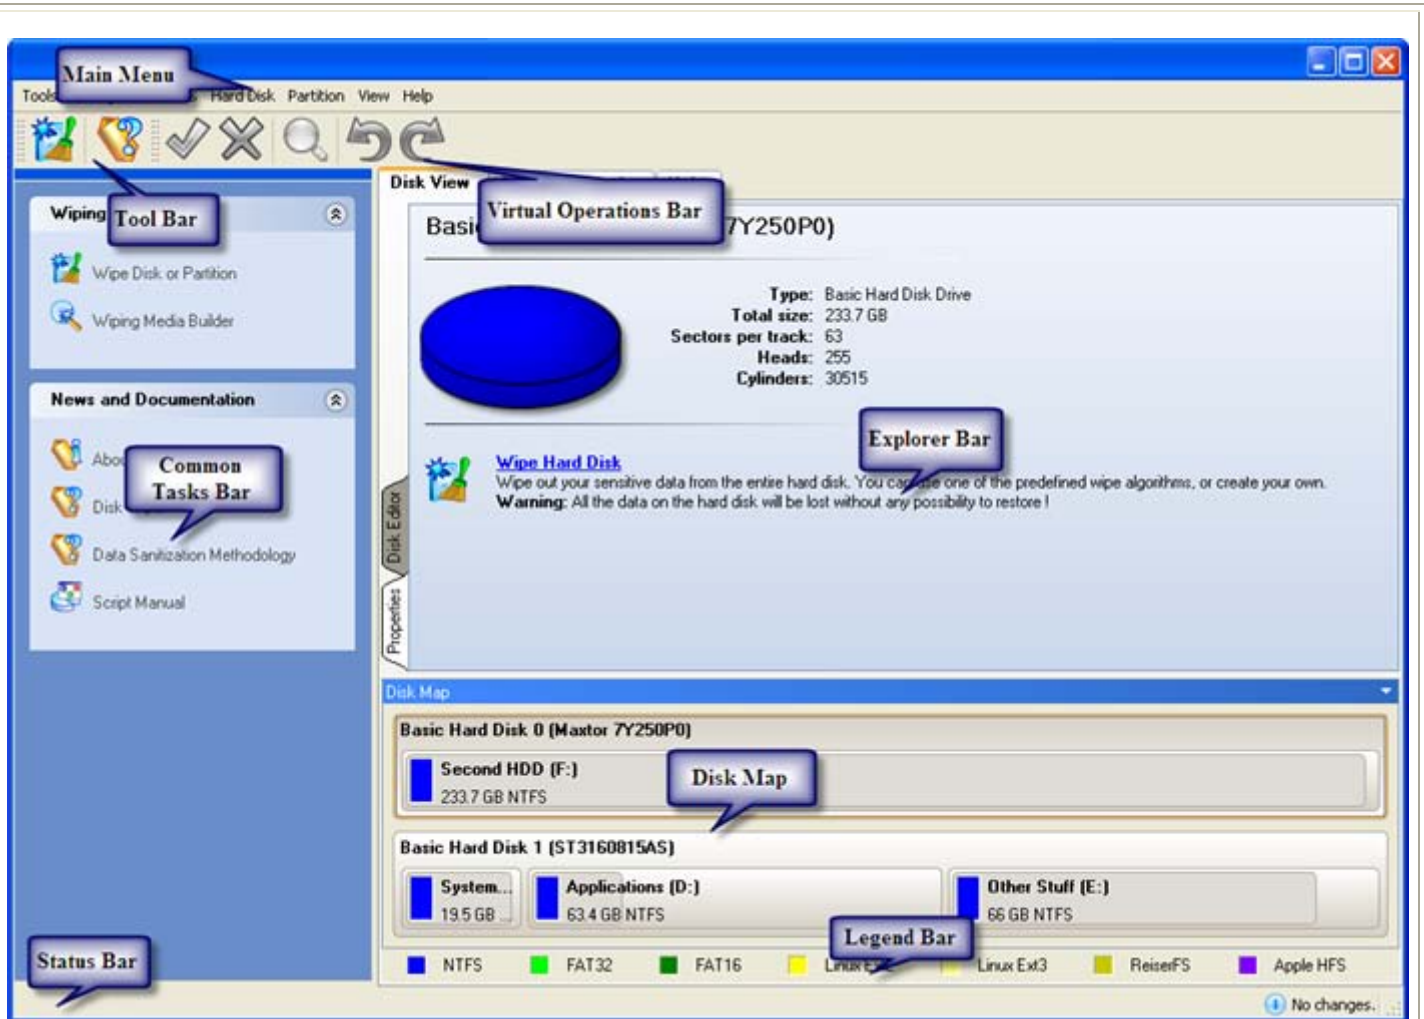 Main Menu
Tools Hard Disk Partition View Help
Tool Bar
Virtual Operations Bar
Wiping
Wipe Disk or Partition
Wiping Media Builder
News and Documentation
Common
Tasks Bar
Disk
Data Sanitization Methodology
Script Manual
Disk View
7Y250P0)
Type: Basic Hard Disk Drive
Total size: 233.7 GB
Sectors per track: 63
Heads: 255
Cylinders: 30515
Explorer Bar
Wipe Hard Disk
Wipe out your sensitive data from the entire hard disk. You can use one of the predefined wipe algorithms, or create your own.
Warning: All the data on the hard disk will be lost without any possibility to restore !
Disk Editor
Properties
Disk Map
Basic Hard Disk 0 (Maxtor 7Y250P0)
Second HDD (F:)
233.7 GB NTFS
Disk Map
Basic Hard Disk 1 (ST3160815AS)
System... Applications (D:) Other Stuff (E:)
19.5 GB ... 63.4 GB NTFS 66 GB NTFS
Legend Bar
Status Bar
NTFS FAT32 FAT16 Linux Linux Ext3 ReiserFS Apple HFS
No changes.